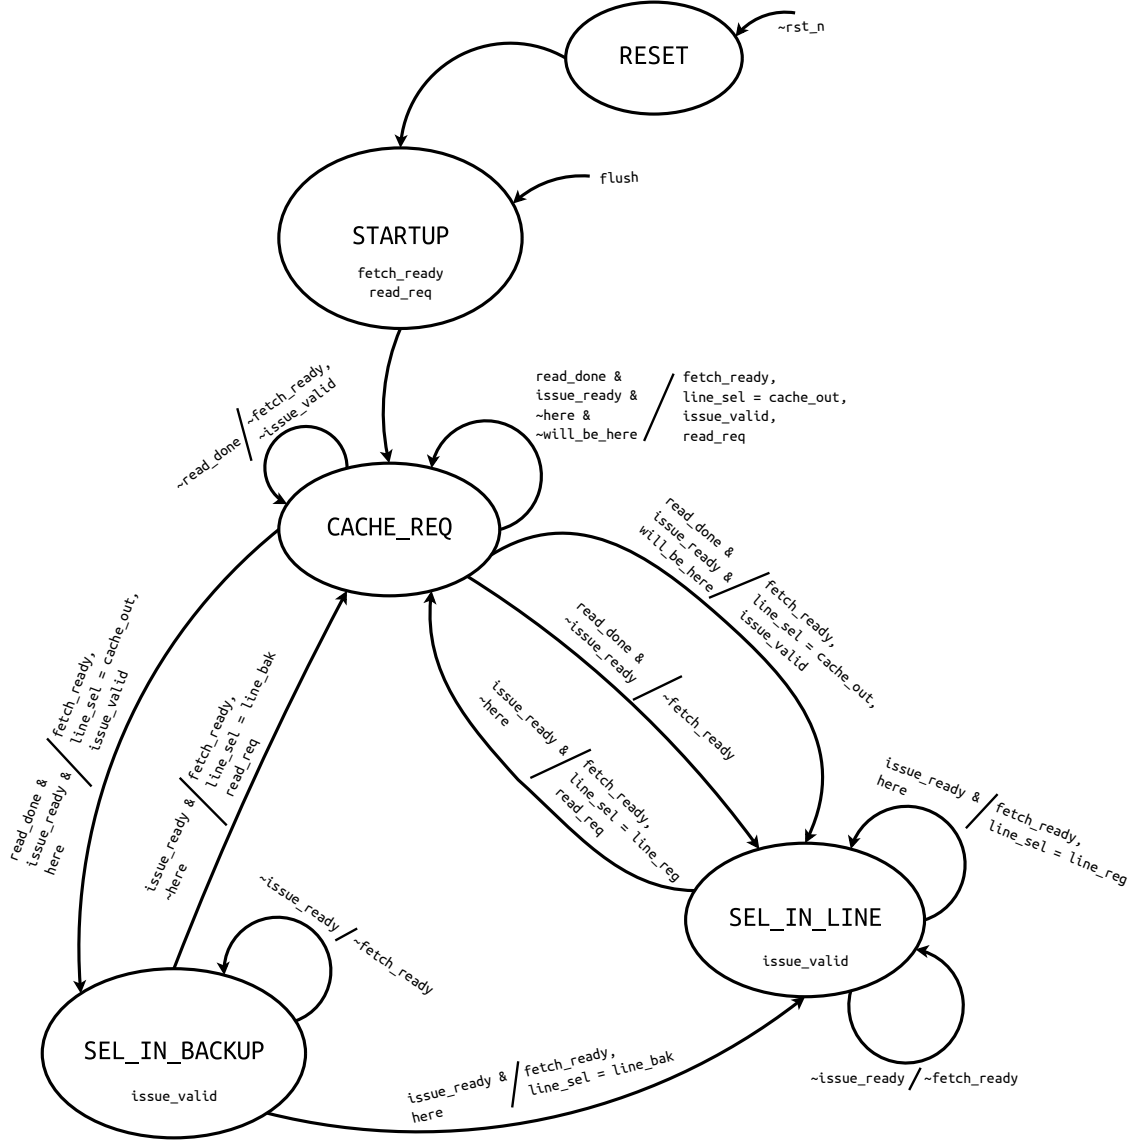 RESET
~rst_n
STARTUP
fetch_ready
read_req
flush
~read_done
~fetch_ready,
~issue_valid
read_done &
issue_ready &
~here &
~will_be_here
fetch_ready,
line_sel = cache_out,
issue_valid,
read_req
CACHE_REQ
read_done &
issue_ready &
will_be_here
fetch_ready,
line_sel = cache_out,
issue_valid
read_done &
~issue_ready
~fetch_ready
issue_ready &
~here
fetch_ready,
line_sel = line_reg
read_req
read_done &
issue_ready &
here
fetch_ready,
line_sel = cache_out,
issue_valid
issue_ready &
~here
fetch_ready,
line_sel = line_bak
read_req
issue_ready &
here
fetch_ready,
line_sel = line_reg
SEL_IN_LINE
issue_valid
~issue_ready
~fetch_ready
SEL_IN_BACKUP
issue_valid
~issue_ready
~fetch_ready
issue_ready &
here
fetch_ready,
line_sel = line_bak